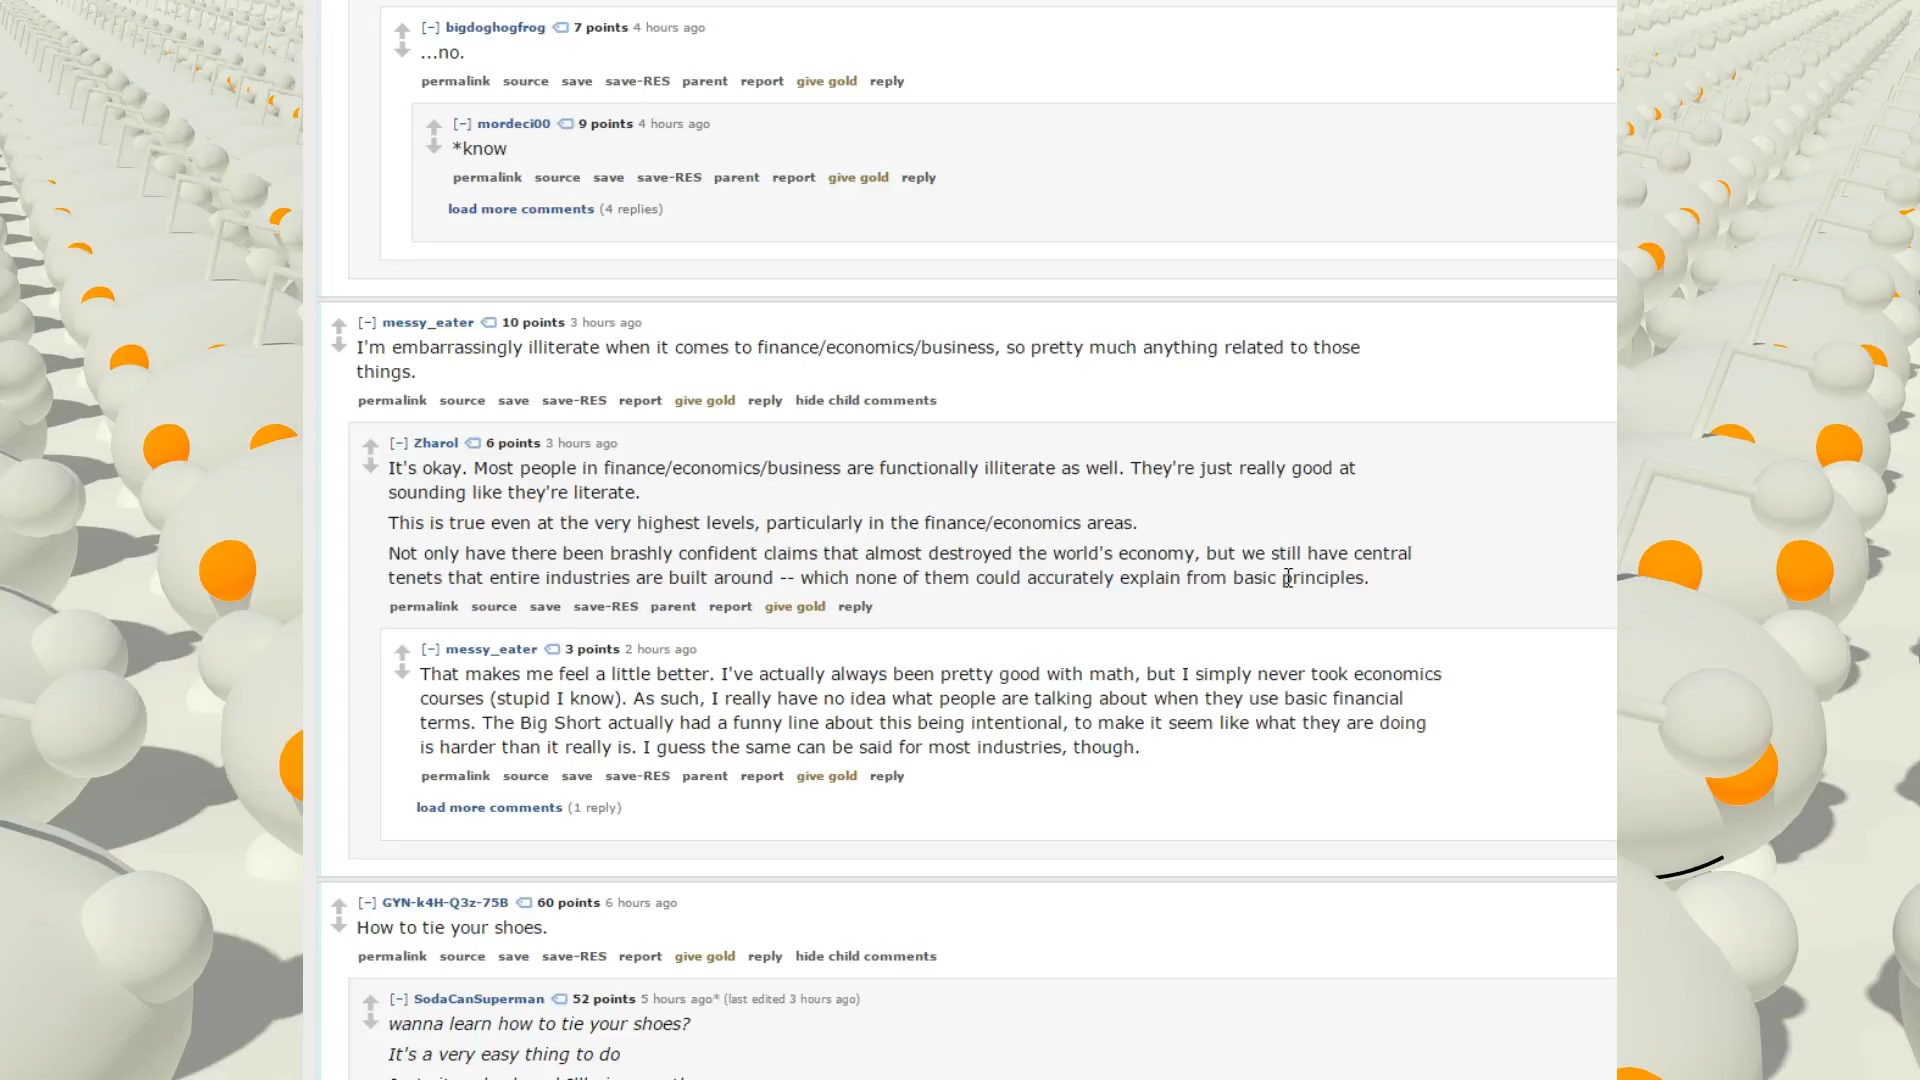 [−] bigdoghogfrog 7 points 4 hours ago
...no.
permalink source save save-RES parent report give gold reply
[−] mordeci00 9 points 4 hours ago
*know
permalink source save save-RES parent report give gold reply
load more comments (4 replies)
[−] messy_eater 10 points 3 hours ago
I'm embarrassingly illiterate when it comes to finance/economics/business, so pretty much anything related to those
things.
permalink source save save-RES report give gold reply hide child comments
[−] Zharol 6 points 3 hours ago
It's okay. Most people in finance/economics/business are functionally illiterate as well. They're just really good at
sounding like they're literate.
This is true even at the very highest levels, particularly in the finance/economics areas.
Not only have there been brashly confident claims that almost destroyed the world's economy, but we still have central
tenets that entire industries are built around -- which none of them could accurately explain from basic principles.
permalink source save save-RES parent report give gold reply
[−] messy_eater 3 points 2 hours ago
That makes me feel a little better. I've actually always been pretty good with math, but I simply never took economics
courses (stupid I know). As such, I really have no idea what people are talking about when they use basic financial
terms. The Big Short actually had a funny line about this being intentional, to make it seem like what they are doing
is harder than it really is. I guess the same can be said for most industries, though.
permalink source save save-RES parent report give gold reply
load more comments (1 reply)
[−] GYN-k4H-Q3z-75B 60 points 6 hours ago
How to tie your shoes.
permalink source save save-RES report give gold reply hide child comments
[−] SodaCanSuperman 52 points 5 hours ago* (last edited 3 hours ago)
wanna learn how to tie your shoes?
It's a very easy thing to do